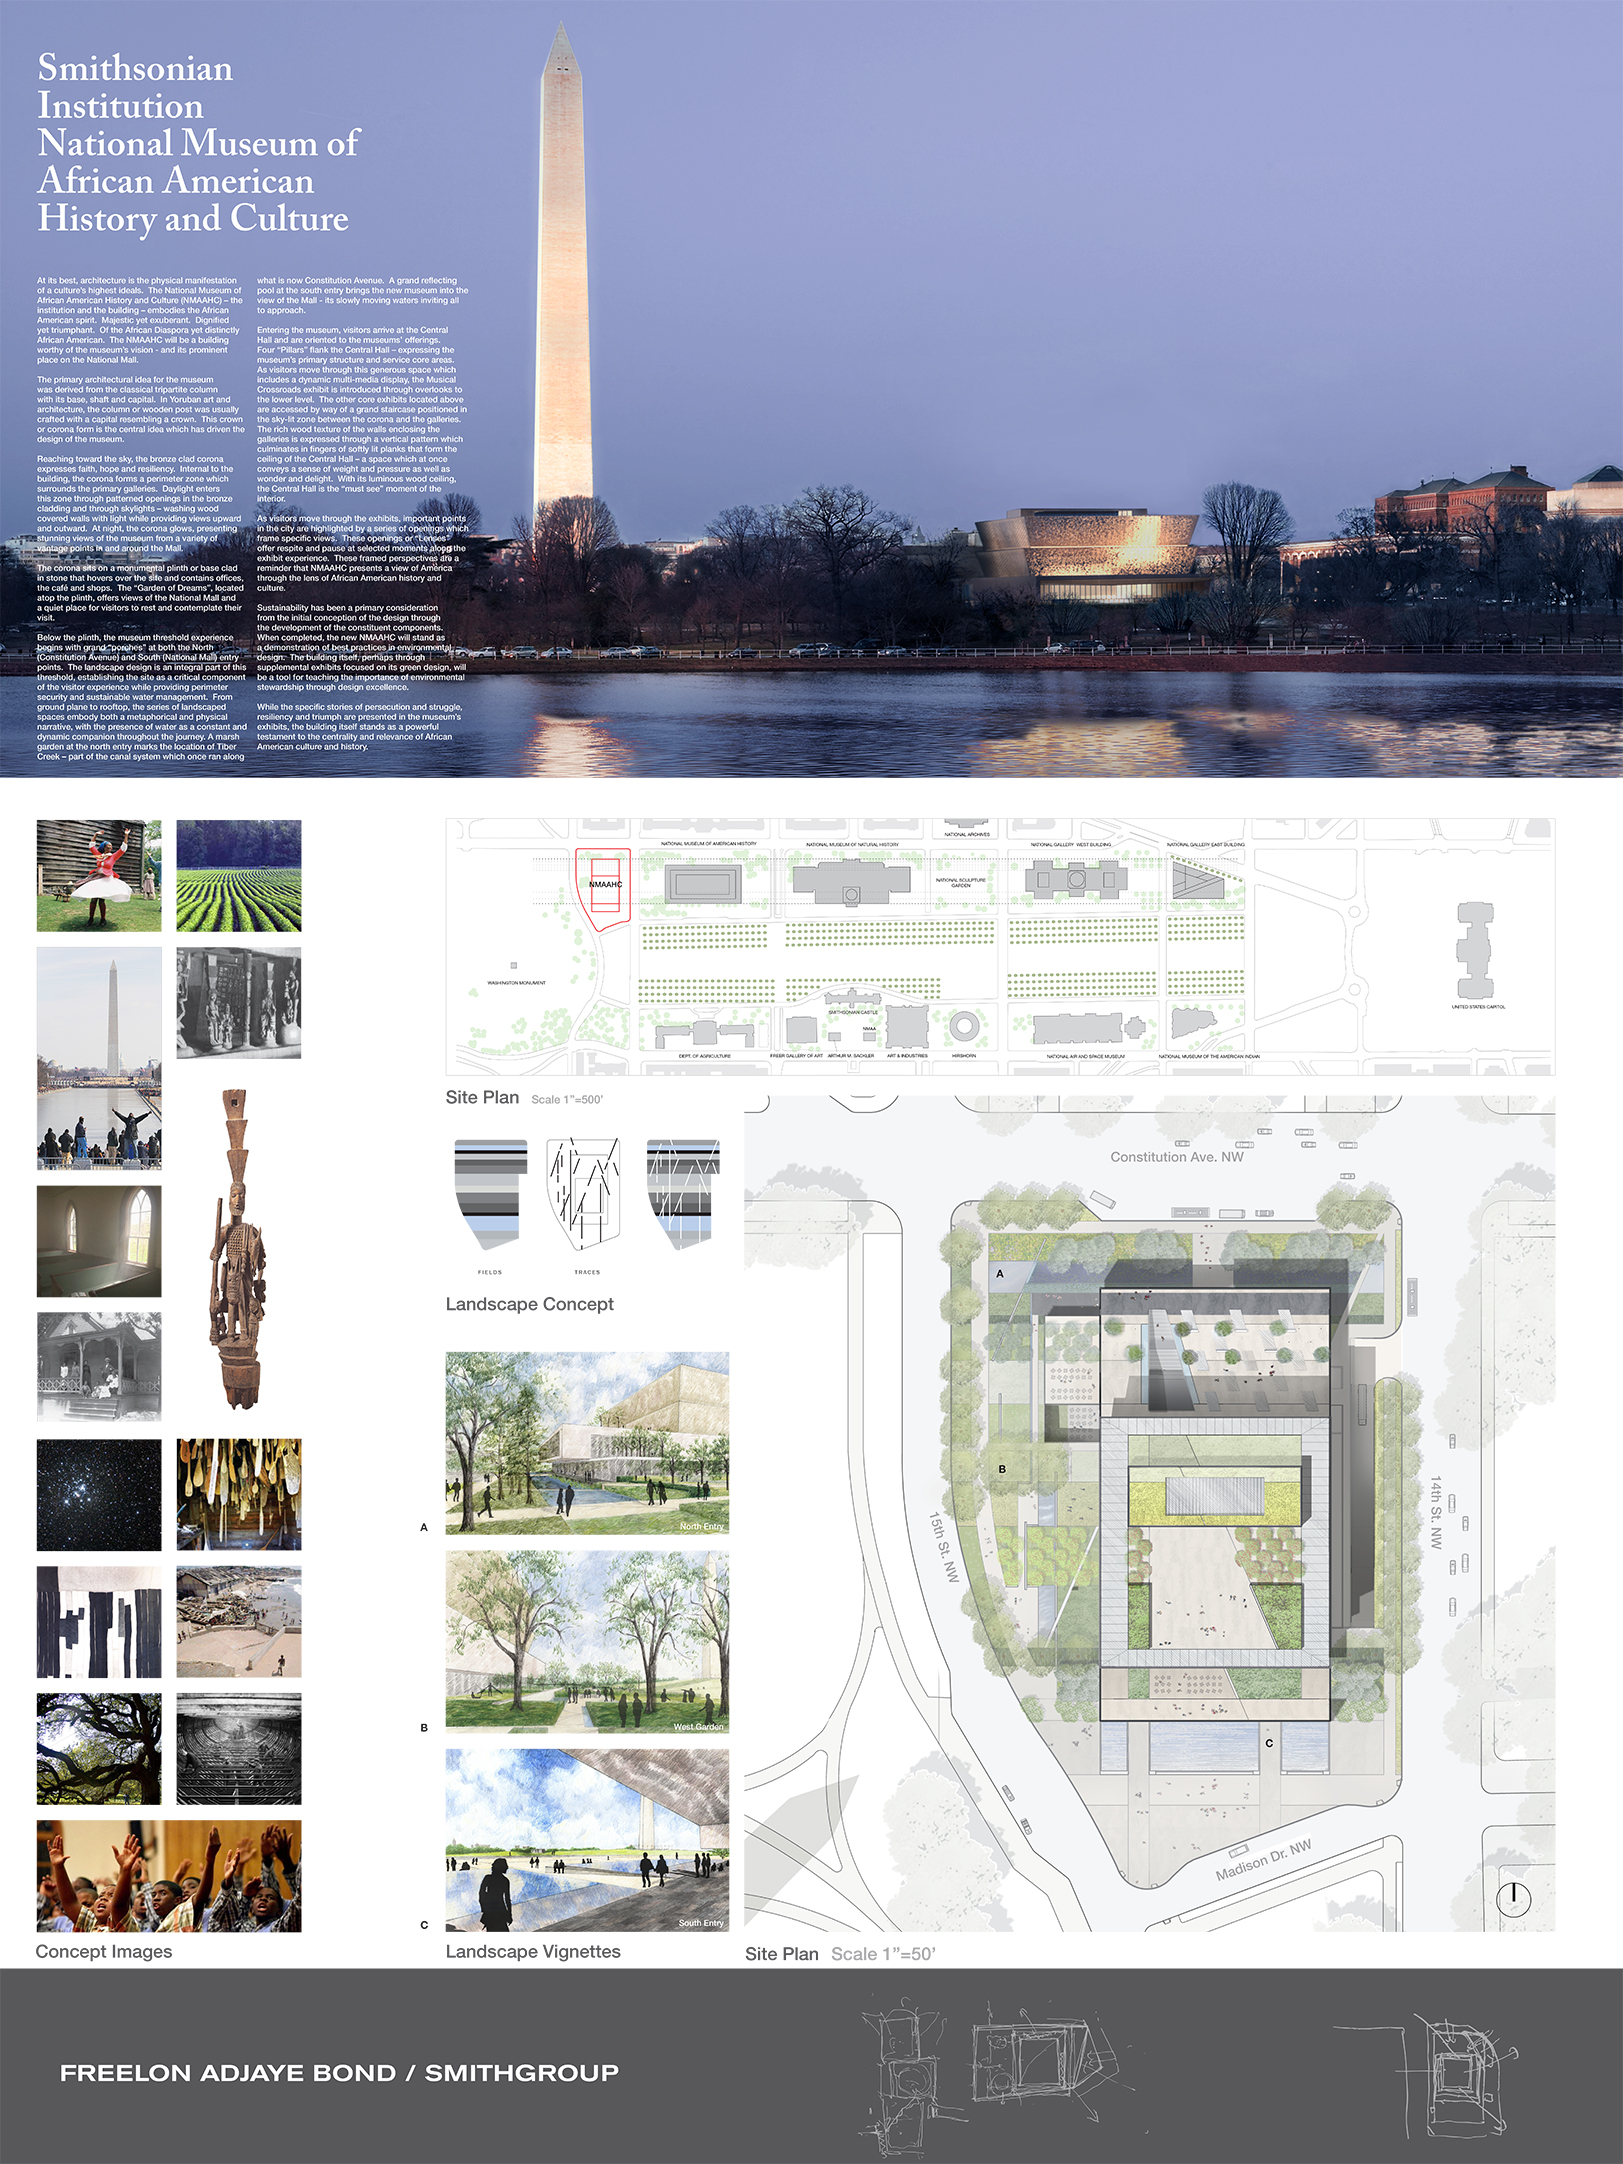 Smithsonian
Institution
National Museum of
African American
History and Culture
At its best, architecture is the physical manifestation
of a culture's highest ideals.  The National Museum of
African American History and Culture (NMAAHC) – the
institution and the building – embodies the African
American spirit.  Majestic yet exuberant.  Dignified
yet triumphant.  Of the African Diaspora yet distinctly
African American.  The NMAAHC will be a building
worthy of the museum's vision - and its prominent
place on the National Mall.
The primary architectural idea for the museum
was derived from the classical tripartite column
with its base, shaft and capital.  In Yoruban art and
architecture, the column or wooden post was usually
crafted with a capital resembling a crown.  This crown
or corona form is the central idea which has driven the
design of the museum.
Reaching toward the sky, the bronze clad corona
expresses faith, hope and resiliency.  Internal to the
building, the corona forms a perimeter zone which
surrounds the primary galleries.  Daylight enters
this zone through patterned openings in the bronze
cladding and through skylights – washing wood
covered walls with light while providing views upward
and outward.  At night, the corona glows, presenting
stunning views of the museum from a variety of
vantage points in and around the Mall.
The corona sits on a monumental plinth or base clad
in stone that hovers over the site and contains offices,
the café and shops.  The "Garden of Dreams", located
atop the plinth, offers views of the National Mall and
a quiet place for visitors to rest and contemplate their
visit.
Below the plinth, the museum threshold experience
begins with grand "porches" at both the North
(Constitution Avenue) and South (National Mall) entry
points.  The landscape design is an integral part of this
threshold, establishing the site as a critical component
of the visitor experience while providing perimeter
security and sustainable water management.  From
ground plane to rooftop, the series of landscaped
spaces embody both a metaphorical and physical
narrative, with the presence of water as a constant and
dynamic companion throughout the journey. A marsh
garden at the north entry marks the location of Tiber
Creek – part of the canal system which once ran along
what is now Constitution Avenue.  A grand reflecting
pool at the south entry brings the new museum into the
view of the Mall - its slowly moving waters inviting all
to approach.
Entering the museum, visitors arrive at the Central
Hall and are oriented to the museums' offerings.
Four "Pillars" flank the Central Hall – expressing the
museum's primary structure and service core areas.
As visitors move through this generous space which
includes a dynamic multi-media display, the Musical
Crossroads exhibit is introduced through overlooks to
the lower level.  The other core exhibits located above
are accessed by way of a grand staircase positioned in
the sky-lit zone between the corona and the galleries.
The rich wood texture of the walls enclosing the
galleries is expressed through a vertical pattern which
culminates in fingers of softly lit planks that form the
ceiling of the Central Hall – a space which at once
conveys a sense of weight and pressure as well as
wonder and delight.  With its luminous wood ceiling,
the Central Hall is the "must see" moment of the
interior.
As visitors move through the exhibits, important points
in the city are highlighted by a series of openings which
frame specific views.  These openings or "Lenses"
offer respite and pause at selected moments along the
exhibit experience.  These framed perspectives are a
reminder that NMAAHC presents a view of America
through the lens of African American history and
culture.
Sustainability has been a primary consideration
from the initial conception of the design through
the development of the constituent components.
When completed, the new NMAAHC will stand as
a demonstration of best practices in environmental
design.  The building itself, perhaps through
supplemental exhibits focused on its green design, will
be a tool for teaching the importance of environmental
stewardship through design excellence.
While the specific stories of persecution and struggle,
resiliency and triumph are presented in the museum's
exhibits, the building itself stands as a powerful
testament to the centrality and relevance of African
American culture and history.
NATIONAL ARCHIVES
NATIONAL MUSEUM OF AMERICAN HISTORY
NATIONAL MUSEUM OF NATURAL HISTORY
NATIONAL GALLERY WEST BUILDING
NATIONAL GALLERY EAST BUILDING
NMAAHC
NATIONAL SCULPTURE
GARDEN
WASHINGTON MONUMENT
UNITED STATES CAPITOL
SMITHSONIAN CASTLE
NMAA
DEPT. OF AGRICULTURE
FREER GALLERY OF ART
ARTHUR M. SACKLER
ART & INDUSTRIES
HIRSHORN
NATIONAL AIR AND SPACE MUSEUM
NATIONAL MUSEUM OF THE AMERICAN INDIAN
Site Plan Scale 1"=500'
FIELDS
TRACES
Landscape Concept
A
North Entry
B
West Garden
C
South Entry
Constitution Ave. NW
A
B
C
15th St. NW
14th St. NW
Madison Dr. NW
Concept Images
Landscape Vignettes
Site Plan Scale 1"=50'
FREELON ADJAYE BOND / SMITHGROUP